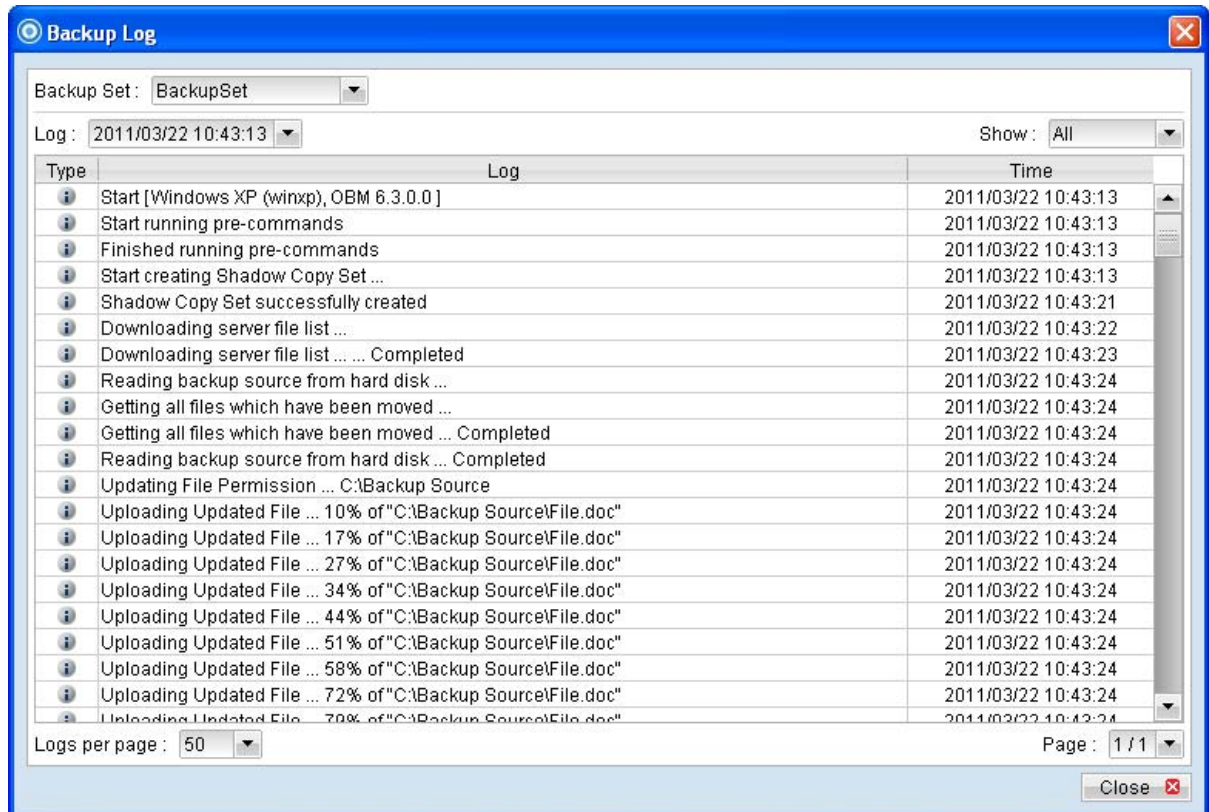 Backup Log
Backup Set : BackupSet
Log : 2011/03/22 10:43:13 Show : All
Type Log Time
Start [Windows XP (winxp), OBM 6.3.0.0 ] 2011/03/22 10:43:13
Start running pre-commands 2011/03/22 10:43:13
Finished running pre-commands 2011/03/22 10:43:13
Start creating Shadow Copy Set ... 2011/03/22 10:43:13
Shadow Copy Set successfully created 2011/03/22 10:43:21
Downloading server file list ... 2011/03/22 10:43:22
Downloading server file list ... ... Completed 2011/03/22 10:43:23
Reading backup source from hard disk ... 2011/03/22 10:43:24
Getting all files which have been moved ... 2011/03/22 10:43:24
Getting all files which have been moved ... Completed 2011/03/22 10:43:24
Reading backup source from hard disk ... Completed 2011/03/22 10:43:24
Updating File Permission ... C:\Backup Source 2011/03/22 10:43:24
Uploading Updated File ... 10% of "C:\Backup Source\File.doc" 2011/03/22 10:43:24
Uploading Updated File ... 17% of "C:\Backup Source\File.doc" 2011/03/22 10:43:24
Uploading Updated File ... 27% of "C:\Backup Source\File.doc" 2011/03/22 10:43:24
Uploading Updated File ... 34% of "C:\Backup Source\File.doc" 2011/03/22 10:43:24
Uploading Updated File ... 44% of "C:\Backup Source\File.doc" 2011/03/22 10:43:24
Uploading Updated File ... 51% of "C:\Backup Source\File.doc" 2011/03/22 10:43:24
Uploading Updated File ... 58% of "C:\Backup Source\File.doc" 2011/03/22 10:43:24
Uploading Updated File ... 72% of "C:\Backup Source\File.doc" 2011/03/22 10:43:24
Uploading Updated File ... 79% of "C:\Backup Source\File.doc" 2011/03/22 10:43:24
Logs per page : 50 Page : 1 / 1
Close